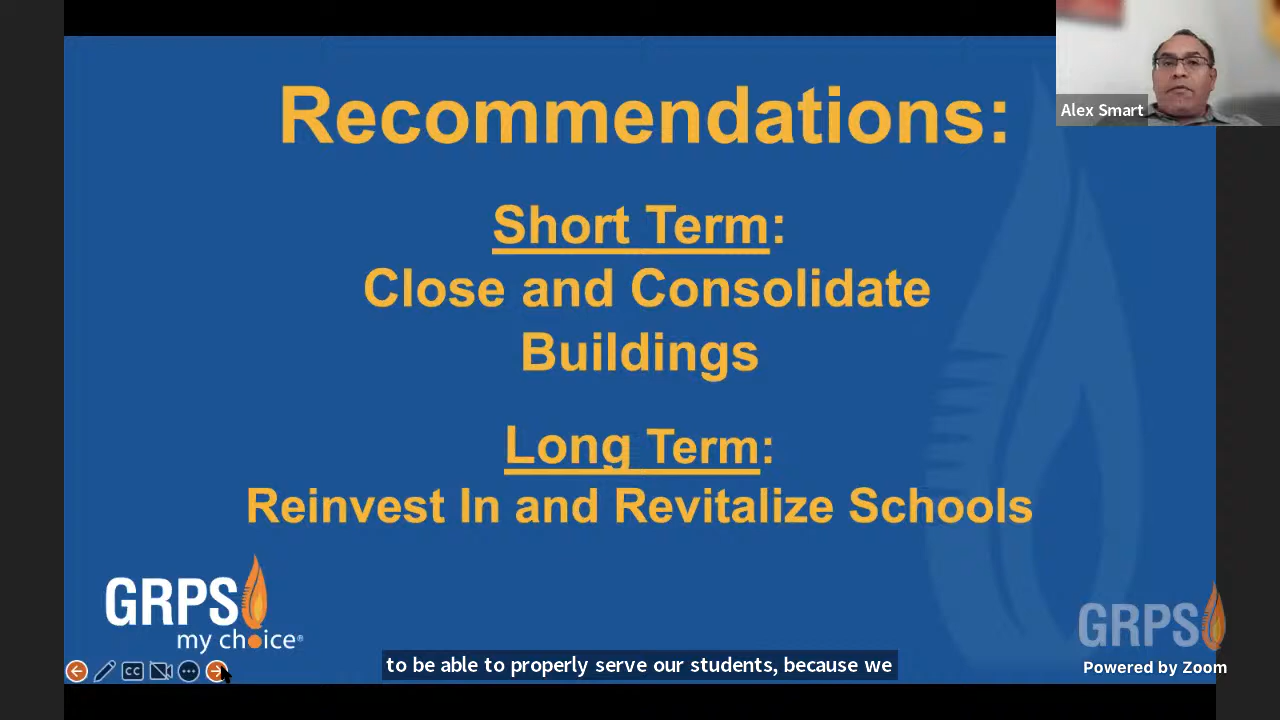 Recommendations:
Alex Smart
Short Term:
Close and Consolidate
Buildings
Long Term:
Reinvest In and Revitalize Schools
GRPS
my choice®
GRPS
CC
to be able to properly serve our students, because we
Powered by Zoom